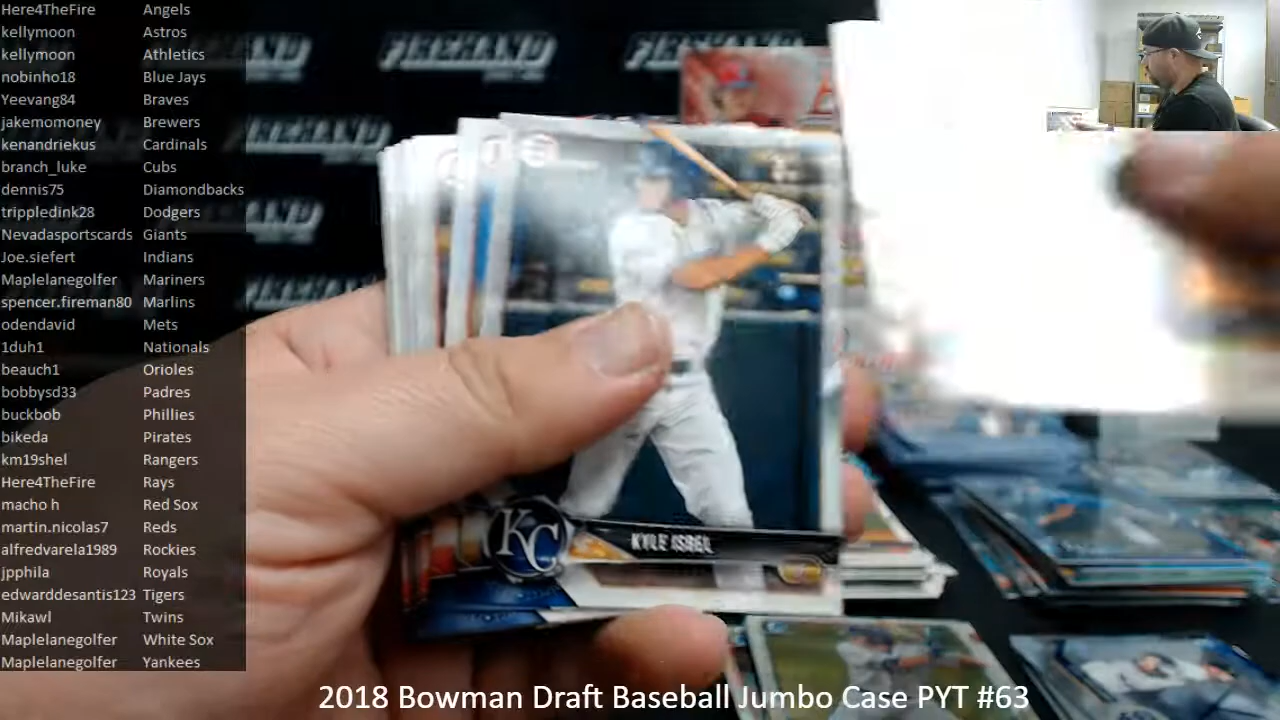 Here4TheFire Angels
kellymoon Astros
kellymoon Athletics
nobinho18 Blue Jays
Yeevang84 Braves
jakemomoney Brewers
kenandriekus Cardinals
branch_luke Cubs
dennis75 Diamondbacks
trippledink28 Dodgers
Nevadasportscards Giants
Joe.siefert Indians
Maplelanegolfer Mariners
spencer.fireman80 Marlins
odendavid Mets
1duh1 Nationals
beauch1 Orioles
bobbysd33 Padres
buckbob Phillies
bikeda Pirates
km19shel Rangers
Here4TheFire Rays
macho h Red Sox
martin.nicolas7 Reds
alfredvarela1989 Rockies
jpphila Royals
edwarddesantis123 Tigers
Mikawl Twins
Maplelanegolfer White Sox
Maplelanegolfer Yankees
FIREHAND FIREHAND
KC
KYLE ISBEL
2018 Bowman Draft Baseball Jumbo Case PYT #63